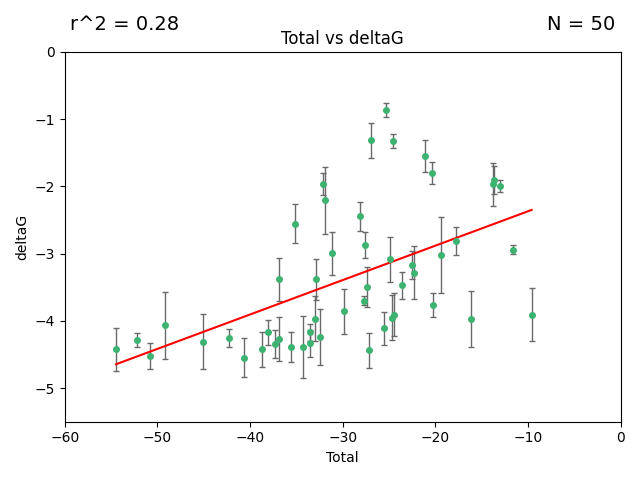 r^2 = 0.28
N = 50
Total vs deltaG
0
−1
−2
−3
−4
−5
deltaG
−60
−50
−40
−30
−20
−10
0
Total